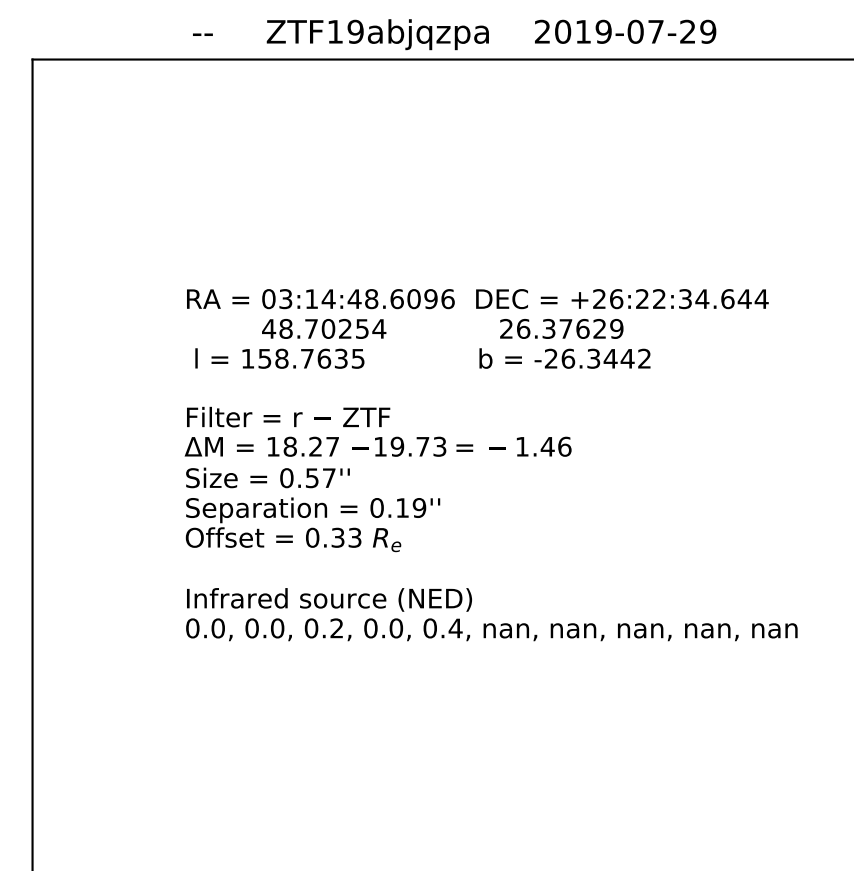 -- ZTF19abjqzpa 2019-07-29
RA = 03:14:48.6096 DEC = +26:22:34.644
48.70254 26.37629
l = 158.7635 b = -26.3442
Filter = r − ZTF
ΔM = 18.27 −19.73 = − 1.46
Size = 0.57''
Separation = 0.19''
Offset = 0.33 Re
Infrared source (NED)
0.0, 0.0, 0.2, 0.0, 0.4, nan, nan, nan, nan, nan